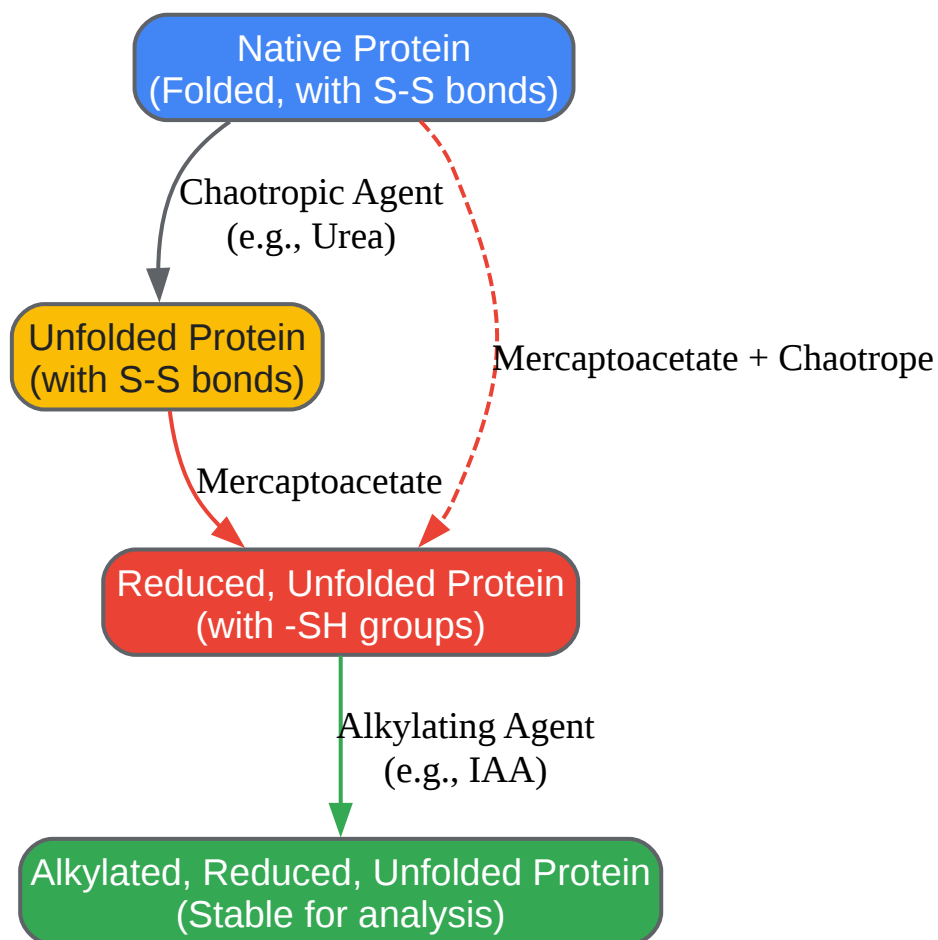 Native Protein
(Folded, with S-S bonds)
Chaotropic Agent
(e.g., Urea)
Unfolded Protein
(with S-S bonds)
Mercaptoacetate + Chaotrope
Mercaptoacetate
Reduced, Unfolded Protein
(with -SH groups)
Alkylating Agent
(e.g., IAA)
Alkylated, Reduced, Unfolded Protein
(Stable for analysis)